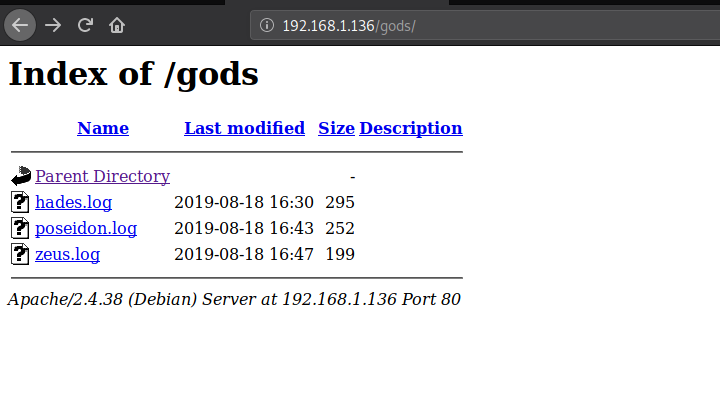 192.168.1.136/gods/
Index of /gods
Name Last modified Size Description
Parent Directory -
hades.log 2019-08-18 16:30 295
poseidon.log 2019-08-18 16:43 252
zeus.log 2019-08-18 16:47 199
Apache/2.4.38 (Debian) Server at 192.168.1.136 Port 80